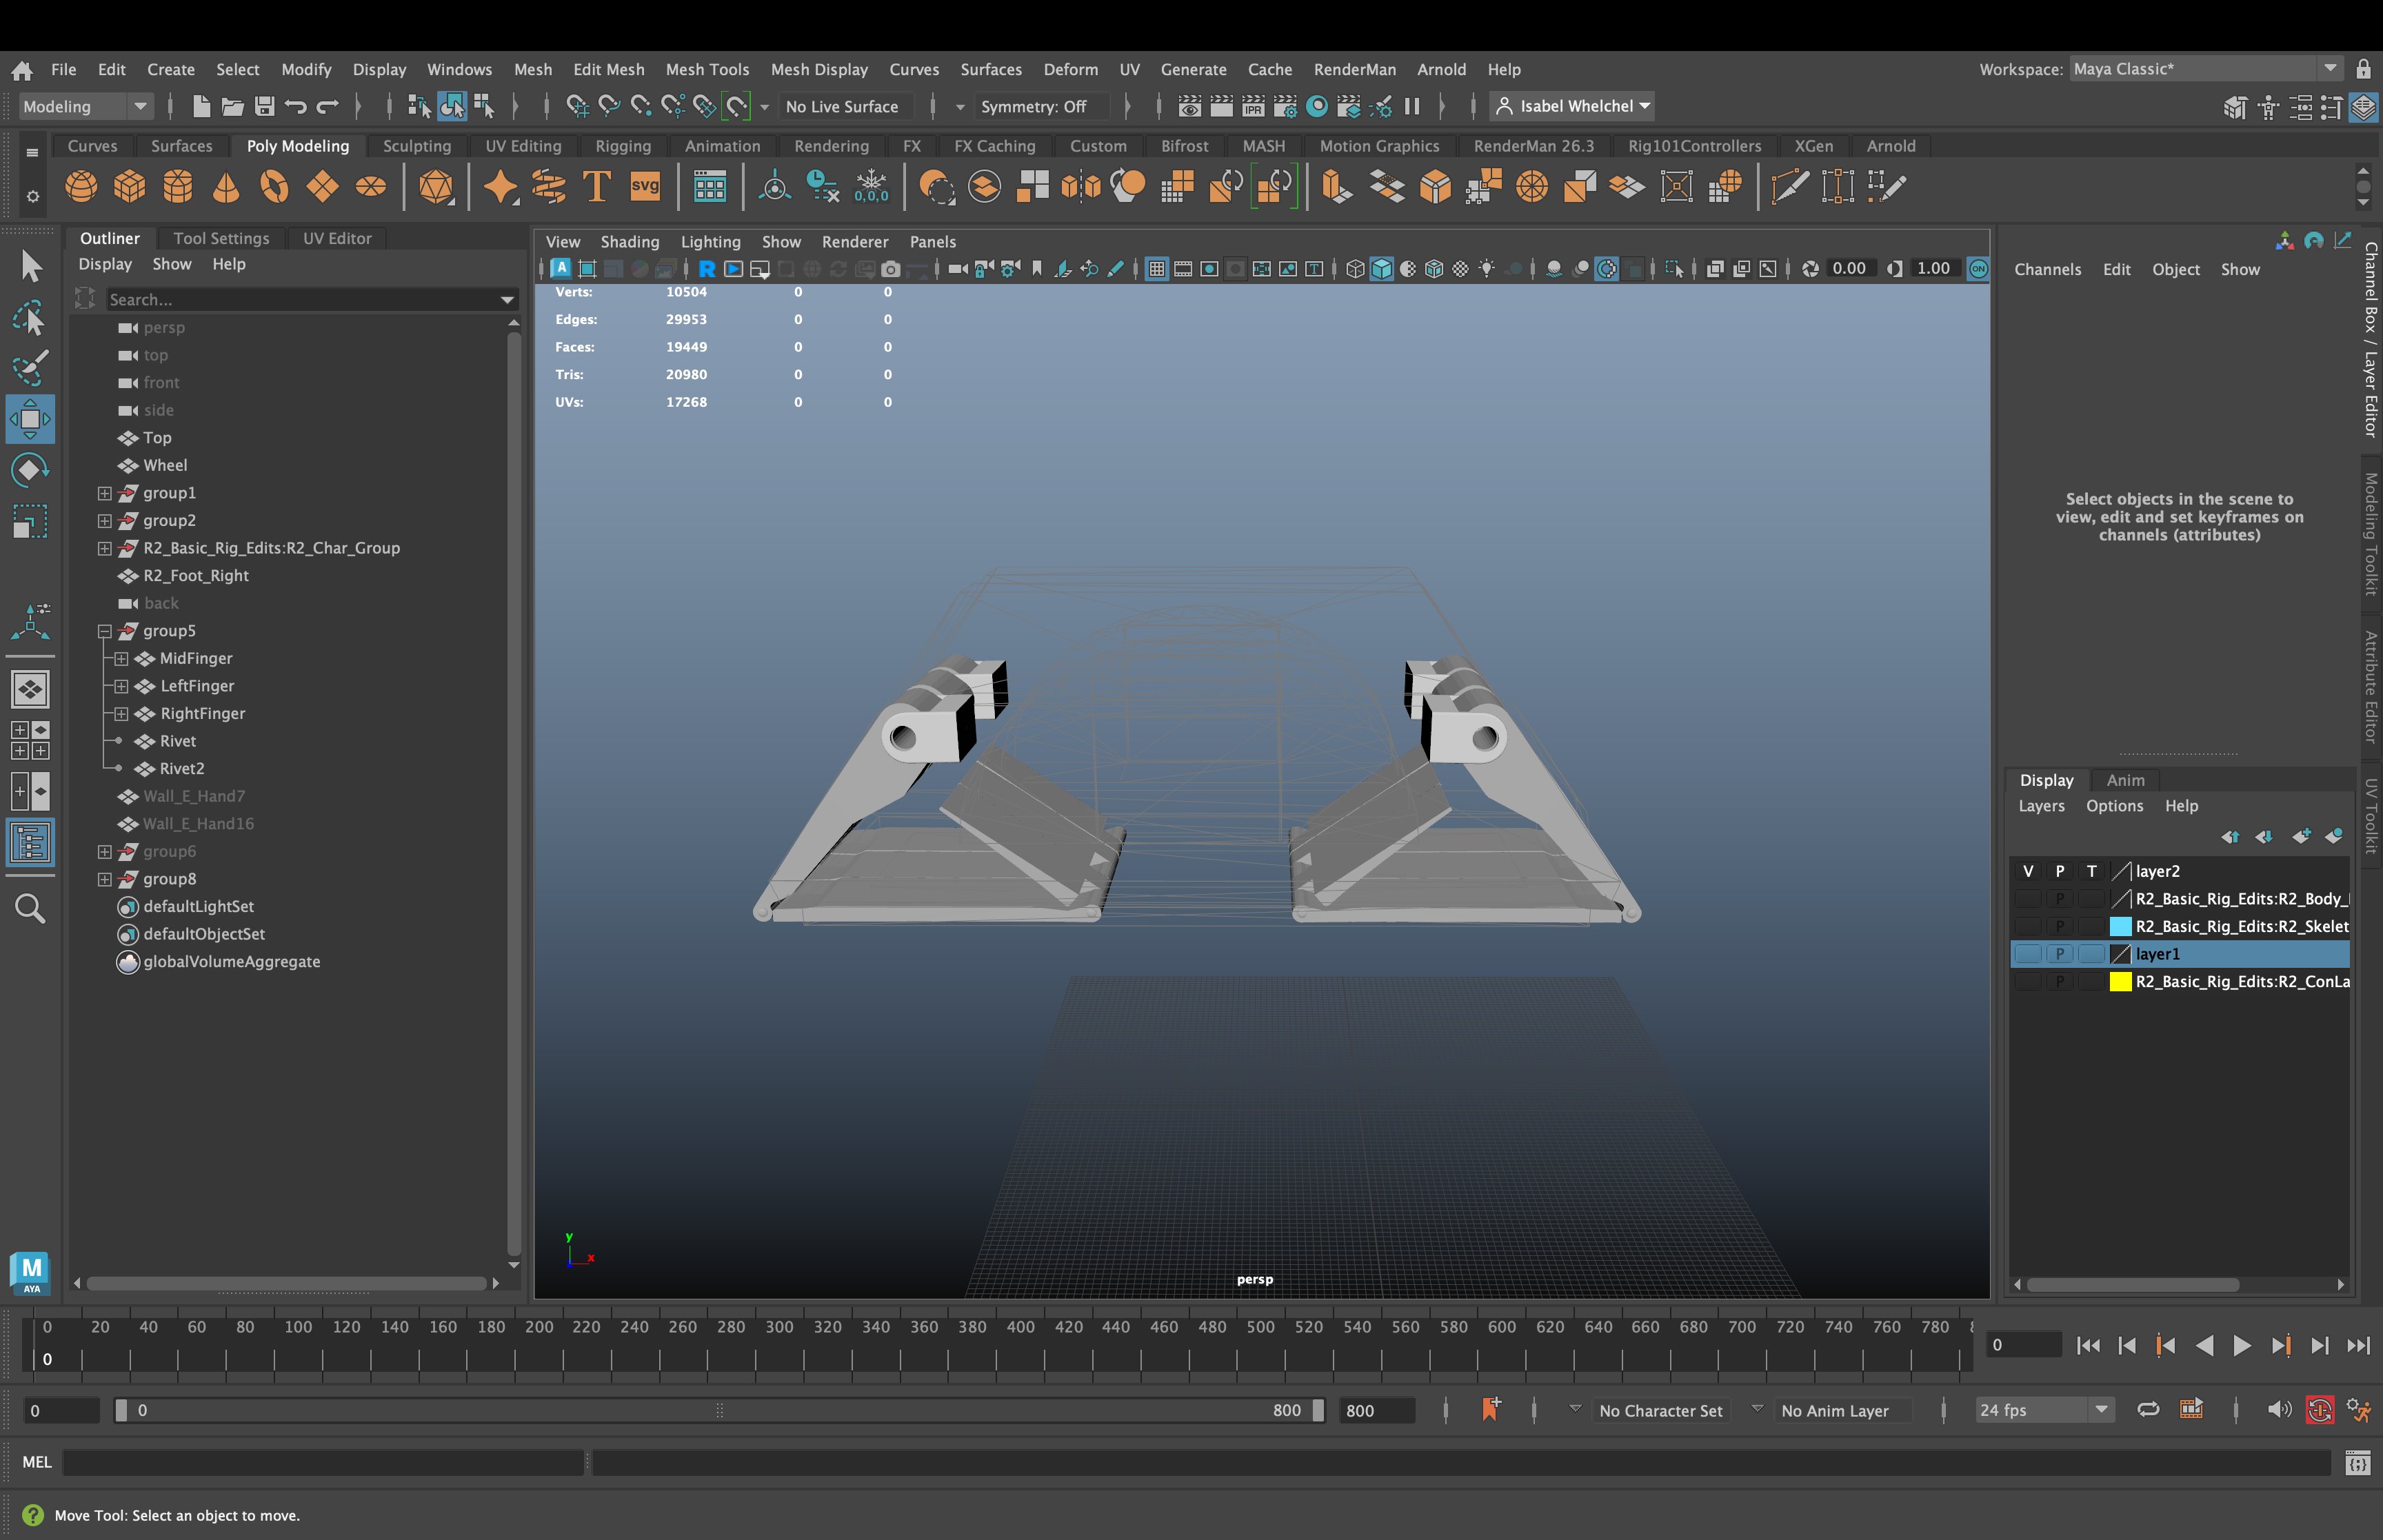 File Edit Create Select Modify Display Windows Mesh Edit Mesh Mesh Tools Mesh Display Curves Surfaces Deform UV Generate Cache RenderMan Arnold Help Workspace: Maya Classic*
Modeling No Live Surface Symmetry: Off IPR Isabel Whelchel
Curves Surfaces Poly Modeling Sculpting UV Editing Rigging Animation Rendering FX FX Caching Custom Bifrost MASH Motion Graphics RenderMan 26.3 Rig101Controllers XGen Arnold
T svg 0,0,0
Outliner Tool Settings UV Editor
Display Show Help
Search...
persp
top
front
side
Top
Wheel
group1
group2
R2_Basic_Rig_Edits:R2_Char_Group
R2_Foot_Right
back
group5
MidFinger
LeftFinger
RightFinger
Rivet
Rivet2
Wall_E_Hand7
Wall_E_Hand16
group6
group8
defaultLightSet
defaultObjectSet
globalVolumeAggregate
View Shading Lighting Show Renderer Panels
A R T 0.00 1.00 ON
Verts: 10504 0 0
Edges: 29953 0 0
Faces: 19449 0 0
Tris: 20980 0 0
UVs: 17268 0 0
y
x
persp
Channels Edit Object Show
Select objects in the scene to
view, edit and set keyframes on
channels (attributes)
Display Anim
Layers Options Help
V P T layer2
P R2_Basic_Rig_Edits:R2_Body_
P R2_Basic_Rig_Edits:R2_Skelet
P layer1
P R2_Basic_Rig_Edits:R2_ConLa
Channel Box / Layer Editor
Modeling Toolkit
Attribute Editor
UV Toolkit
M
AYA
0 20 40 60 80 100 120 140 160 180 200 220 240 260 280 300 320 340 360 380 400 420 440 460 480 500 520 540 560 580 600 620 640 660 680 700 720 740 760 780
0 0
0 0 800 800 No Character Set No Anim Layer 24 fps
MEL
? Move Tool: Select an object to move.